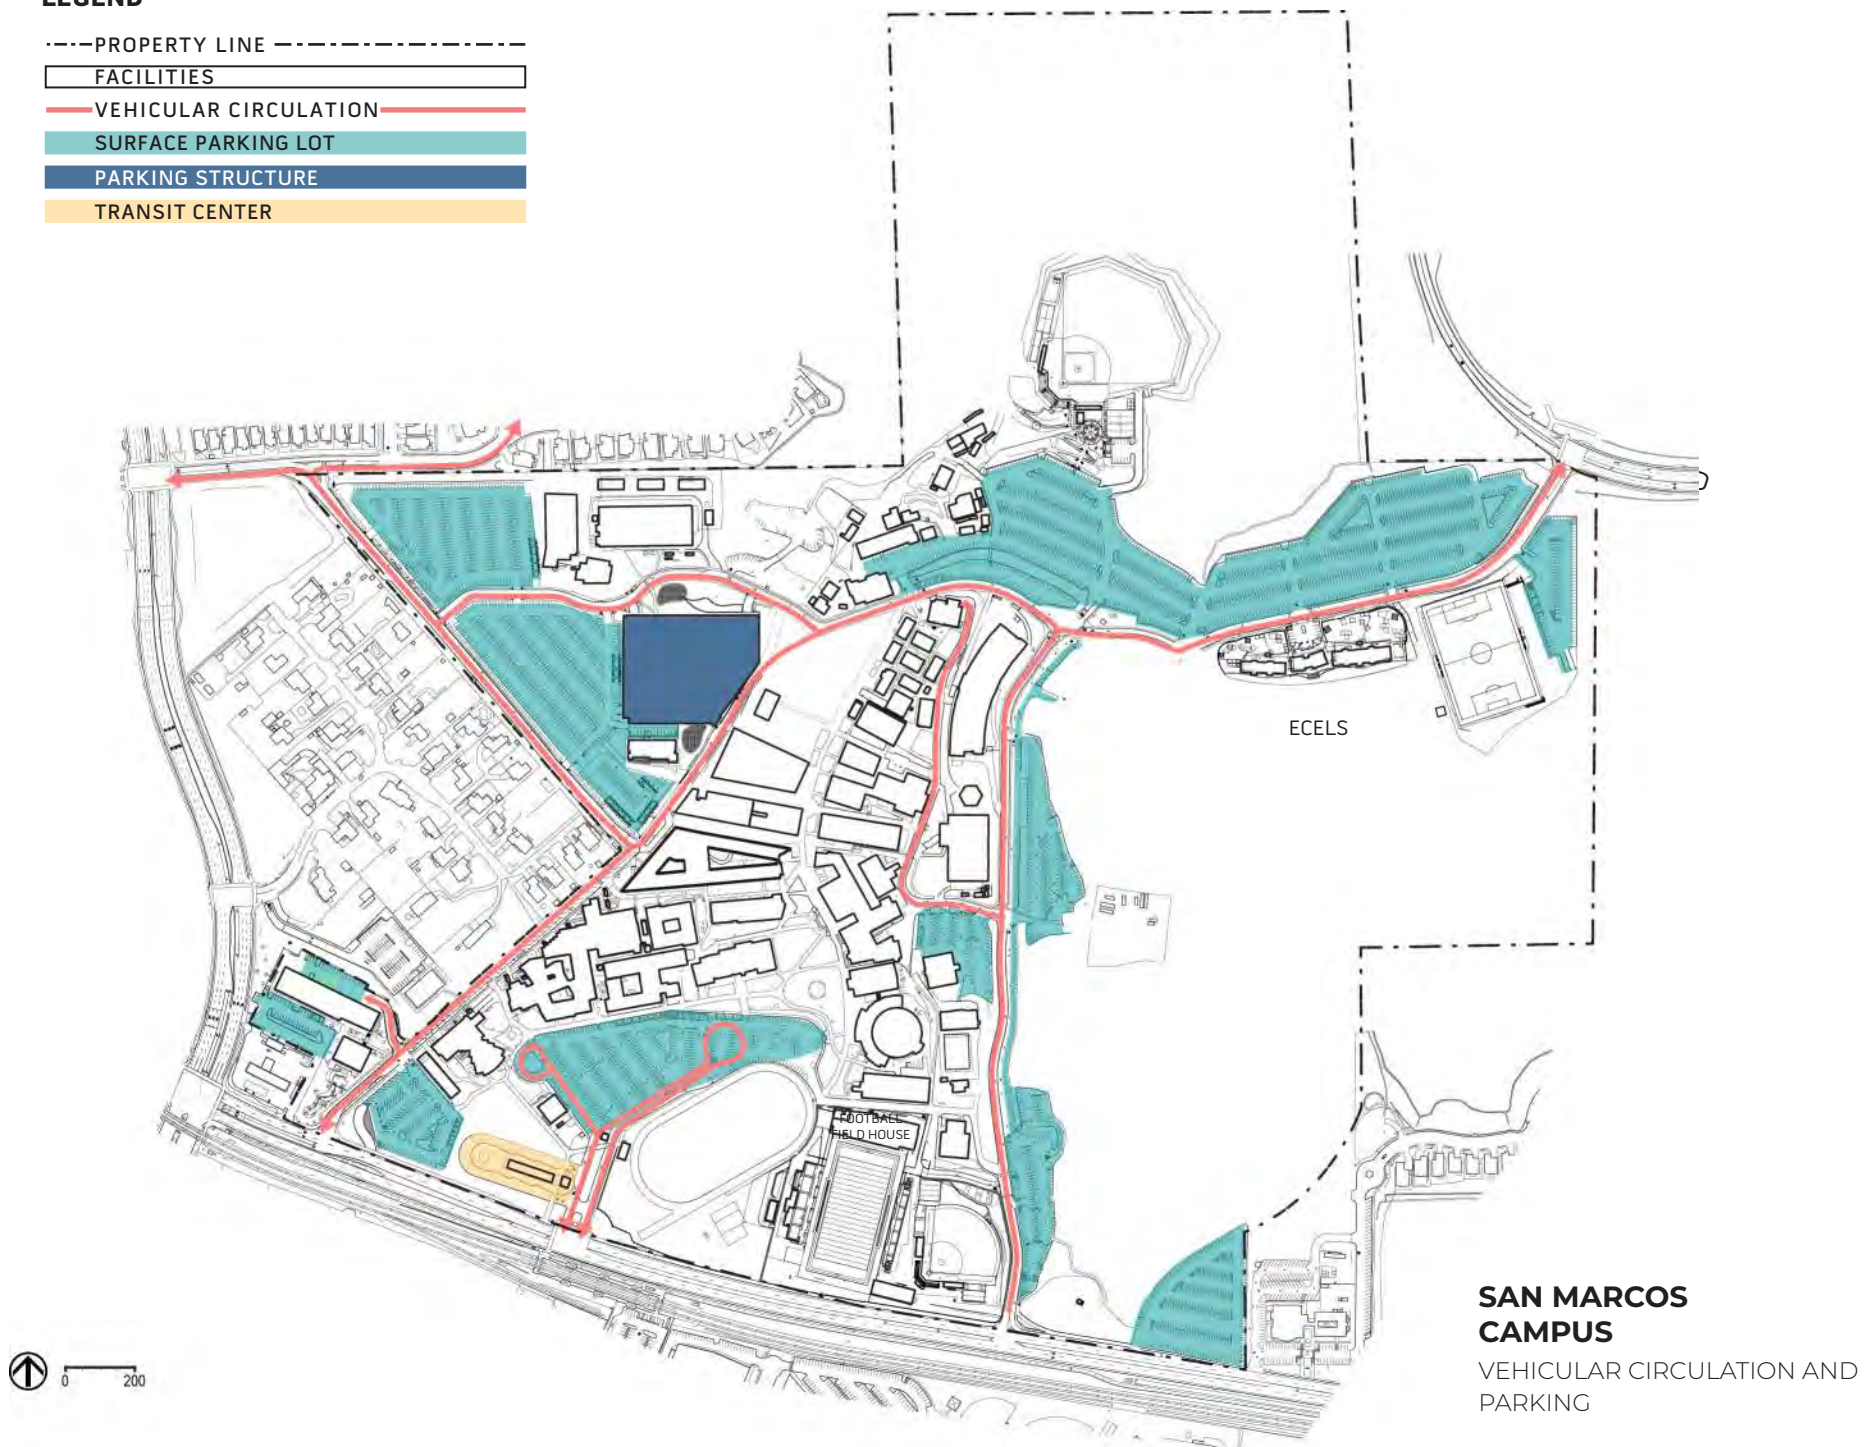 LEGEND
PROPERTY LINE
FACILITIES
VEHICULAR CIRCULATION
SURFACE PARKING LOT
PARKING STRUCTURE
TRANSIT CENTER
ECELS
FOOTBALL
FIELD HOUSE
0 200
SAN MARCOS
CAMPUS
VEHICULAR CIRCULATION AND
PARKING